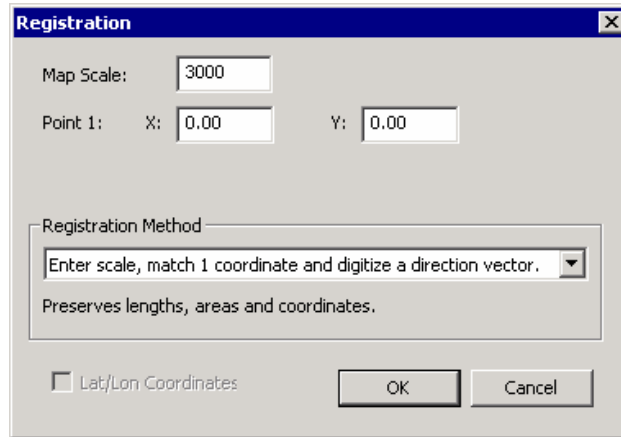 Registration
Map Scale: 3000
Point 1: X: 0.00 Y: 0.00
Registration Method
Enter scale, match 1 coordinate and digitize a direction vector.
Preserves lengths, areas and coordinates.
Lat/Lon Coordinates OK Cancel